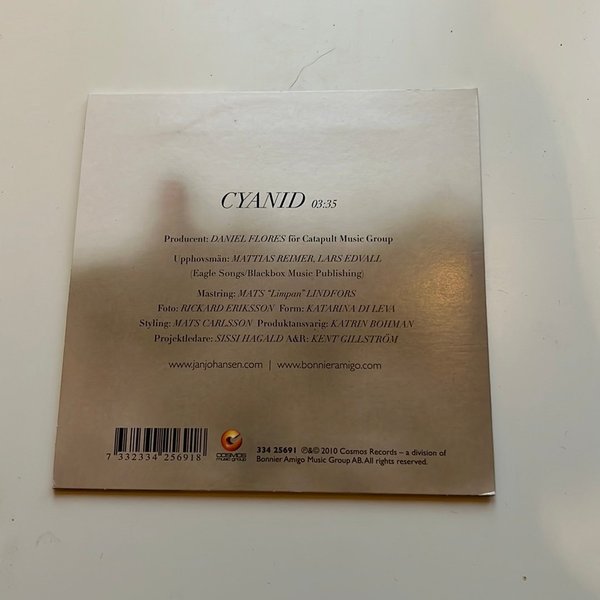 CYANID 03:35
Producent: DANIEL FLORES för Catapult Music Group
Upphovsmän: MATTIAS REIMER, LARS EDVALL
(Eagle Songs/Blackbox Music Publishing)
Mastring: MATS "Limpan" LINDFORS
Foto: RICKARD ERIKSSON Form: KATARINA DI LEVA
Styling: MATS CARLSSON Produktansvarig: KATRIN BOHMAN
Projektledare: SISSI HAGALD A&R: KENT GILLSTRÖM
www.janjohansen.com | www.bonnieramigo.com
7 332334 256918
COSMOS
music group
334 25691 ℗&© 2010 Cosmos Records – a division of
Bonnier Amigo Music Group AB. All rights reserved.